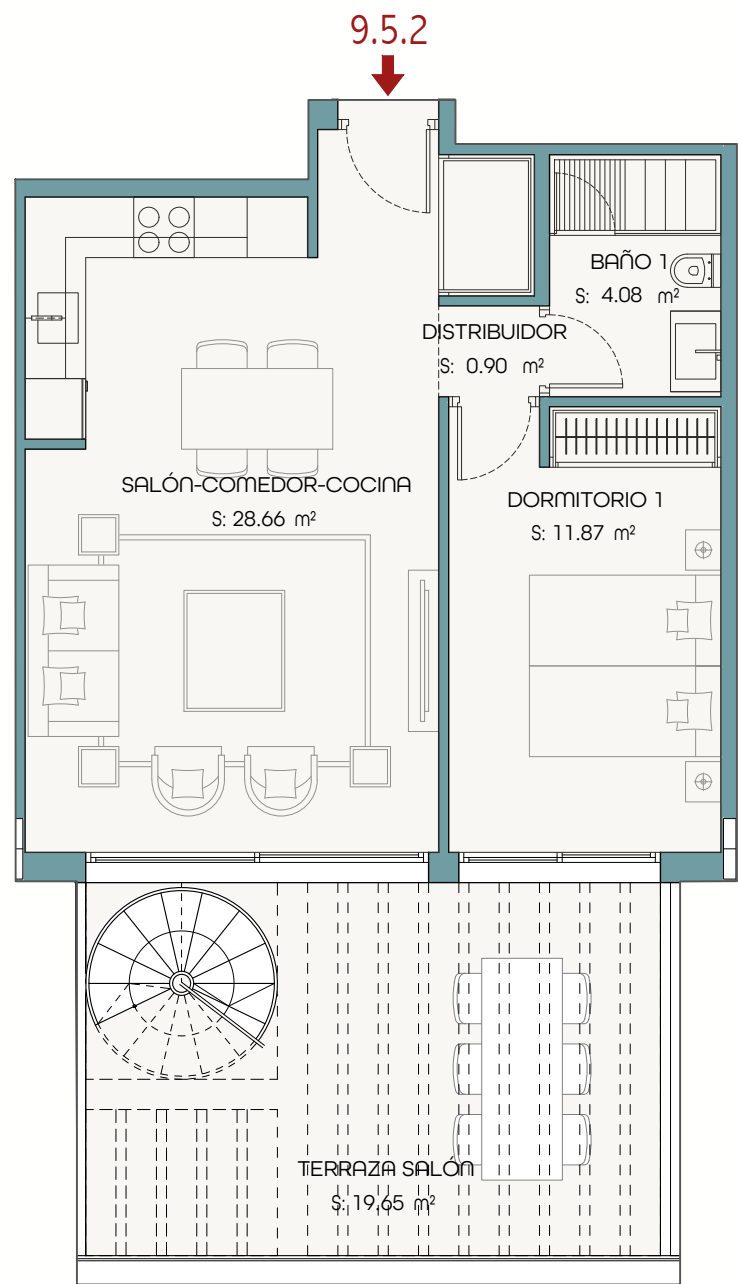 9.5.2
BAÑO 1
S: 4.08 m²
DISTRIBUIDOR
S: 0.90 m²
SALÓN-COMEDOR-COCINA
S: 28.66 m²
DORMITORIO 1
S: 11.87 m²
TERRAZA SALÓN
S: 19.65 m²